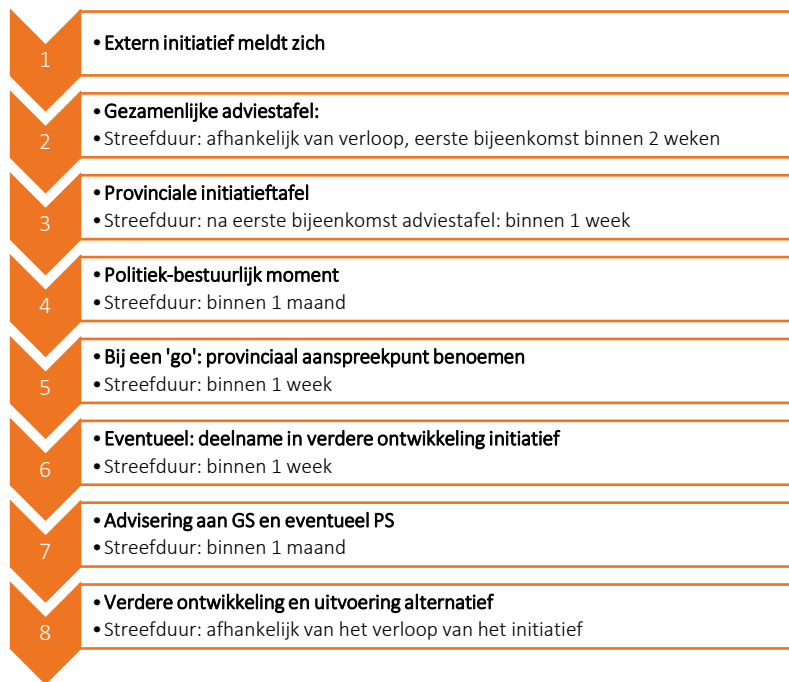 1
• Extern initiatief meldt zich
2
• Gezamenlijke adviestafel:
• Streefduur: afhankelijk van verloop, eerste bijeenkomst binnen 2 weken
3
• Provinciale initiatieftafel
• Streefduur: na eerste bijeenkomst adviestafel: binnen 1 week
4
• Politiek-bestuurlijk moment
• Streefduur: binnen 1 maand
5
• Bij een 'go': provinciaal aanspreekpunt benoemen
• Streefduur: binnen 1 week
6
• Eventueel: deelname in verdere ontwikkeling initiatief
• Streefduur: binnen 1 week
7
• Advisering aan GS en eventueel PS
• Streefduur: binnen 1 maand
8
• Verdere ontwikkeling en uitvoering alternatief
• Streefduur: afhankelijk van het verloop van het initiatief